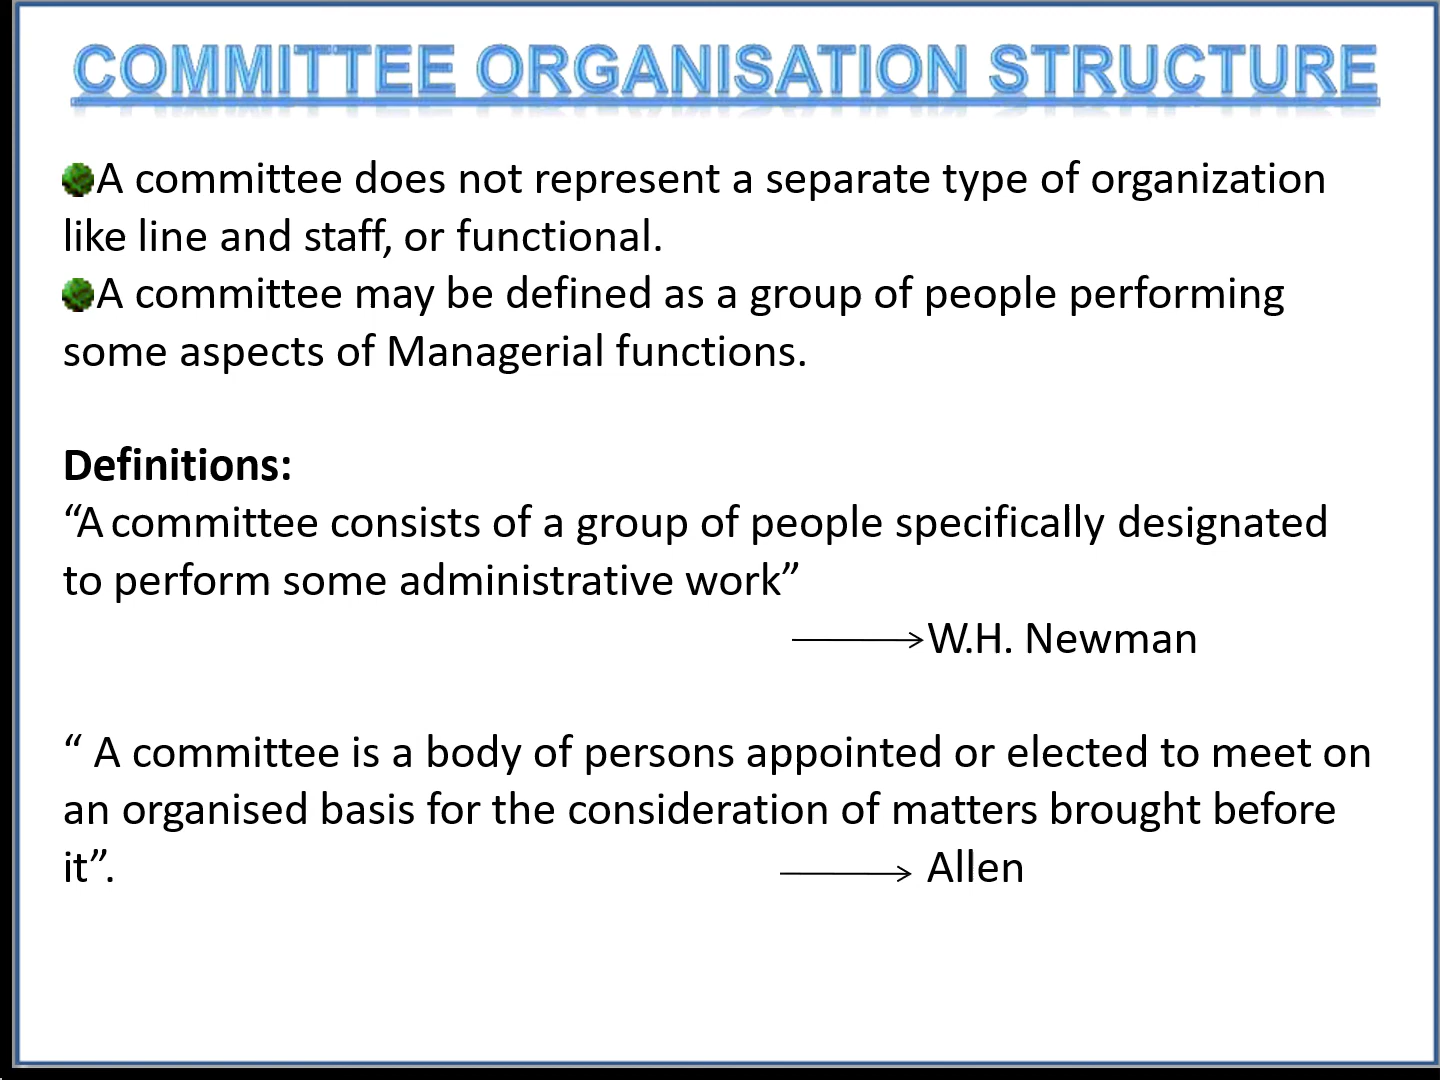 COMMITTEE ORGANISATION STRUCTURE
A committee does not represent a separate type of organization
like line and staff, or functional.
A committee may be defined as a group of people performing
some aspects of Managerial functions.
Definitions:
“A committee consists of a group of people specifically designated
to perform some administrative work”
W.H. Newman
“ A committee is a body of persons appointed or elected to meet on
an organised basis for the consideration of matters brought before
it”. Allen